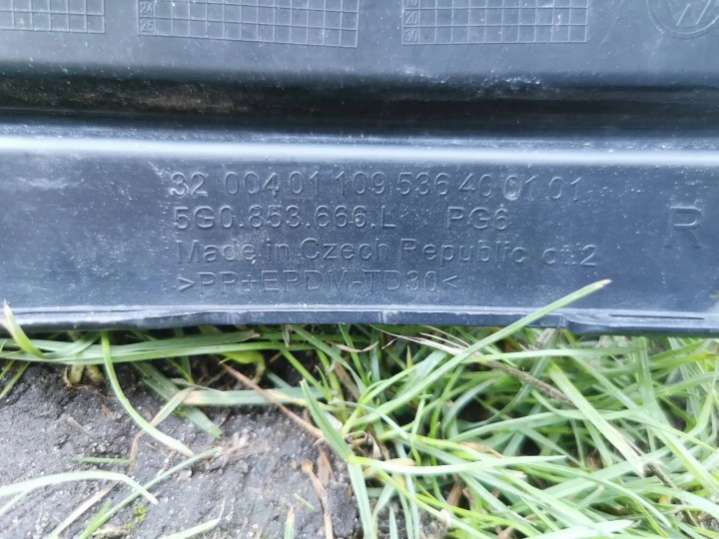 32 004 01 109 536 40 01 01
5G0.853.666.L PG6 R
Made in Czech Republic
>PP+EPDM-TD30<